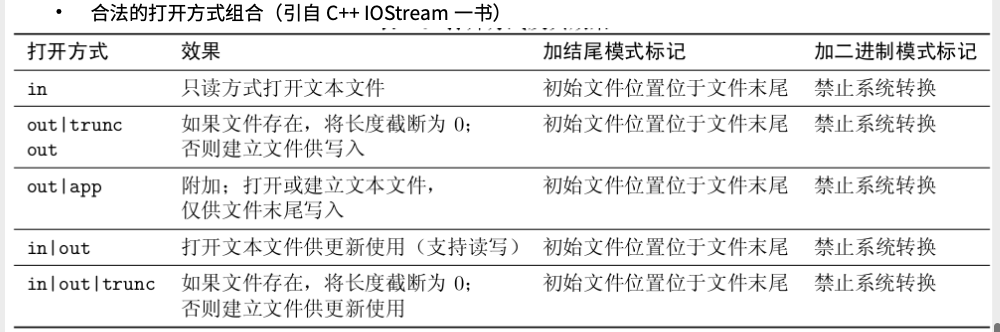 • 合法的打开方式组合（引自 C++ IOStream 一书）
打开方式 效果 加结尾模式标记 加二进制模式标记
in 只读方式打开文本文件 初始文件位置位于文件末尾 禁止系统转换
out|trunc 如果文件存在，将长度截断为 0； 初始文件位置位于文件末尾 禁止系统转换
out 否则建立文件供写入
out|app 附加；打开或建立文本文件， 初始文件位置位于文件末尾 禁止系统转换
仅供文件末尾写入
in|out 打开文本文件供更新使用（支持读写） 初始文件位置位于文件末尾 禁止系统转换
in|out|trunc 如果文件存在，将长度截断为 0； 初始文件位置位于文件末尾 禁止系统转换
否则建立文件供更新使用